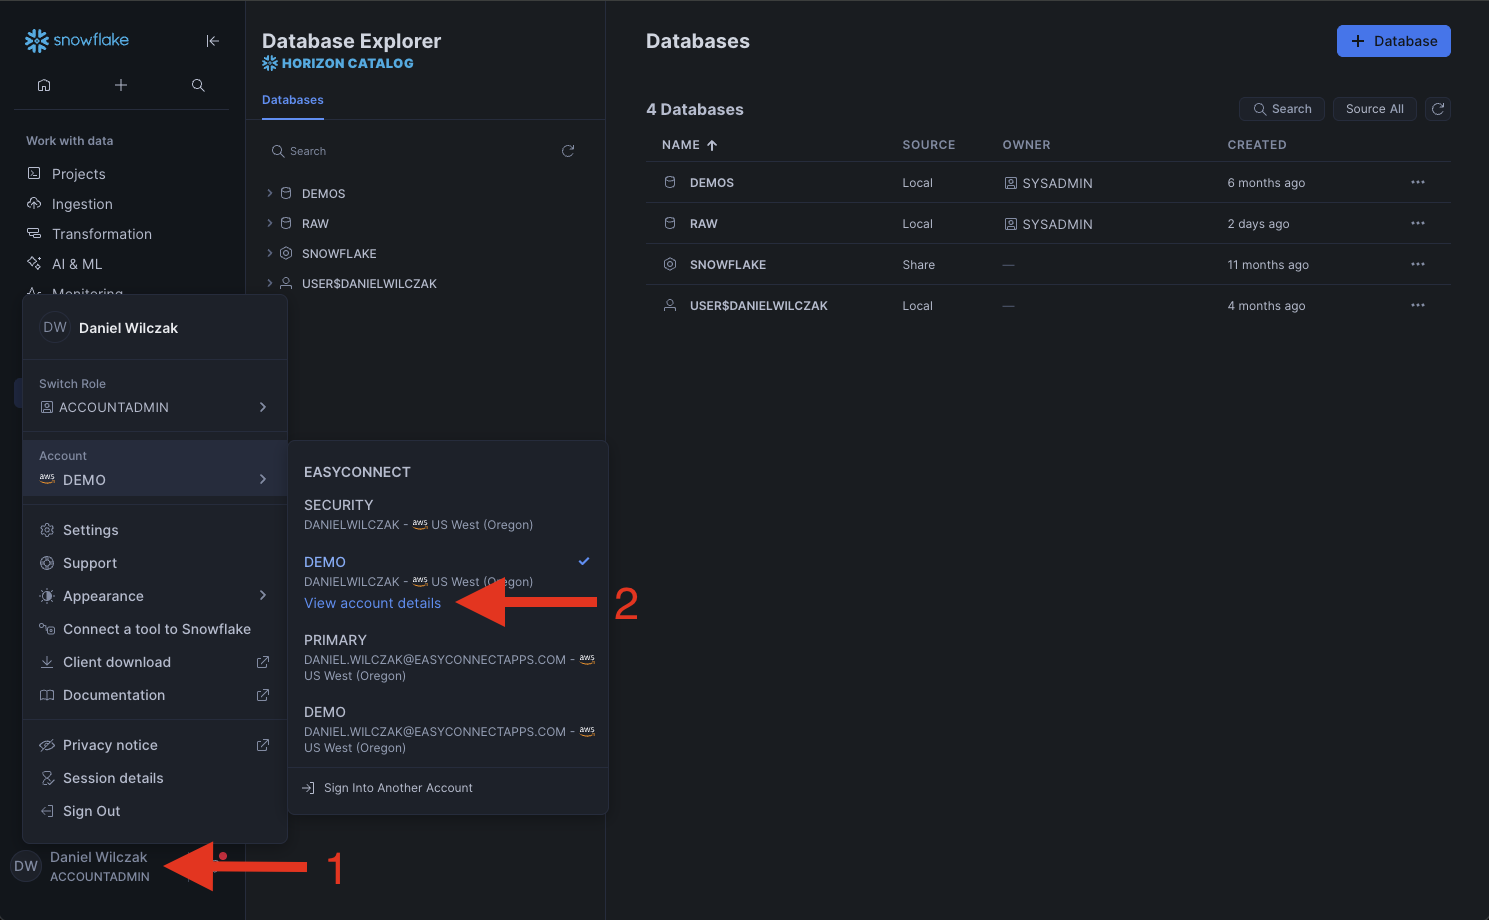 snowflake
Work with data
Projects
Ingestion
Transformation
AI & ML
Monitoring
DW Daniel Wilczak
Switch Role
ACCOUNTADMIN
Account
aws DEMO
Settings
Support
Appearance
Connect a tool to Snowflake
Client download
Documentation
Privacy notice
Session details
Sign Out
DW Daniel Wilczak
ACCOUNTADMIN
1
EASYCONNECT
SECURITY
DANIELWILCZAK - aws US West (Oregon)
DEMO
DANIELWILCZAK - aws US West (Oregon)
View account details
2
PRIMARY
DANIEL.WILCZAK@EASYCONNECTAPPS.COM - aws
US West (Oregon)
DEMO
DANIEL.WILCZAK@EASYCONNECTAPPS.COM - aws
US West (Oregon)
Sign Into Another Account
Database Explorer
HORIZON CATALOG
Databases
Search
DEMOS
RAW
SNOWFLAKE
USER$DANIELWILCZAK
Databases
+ Database
4 Databases
Search
Source All
NAME SOURCE OWNER CREATED
DEMOS Local SYSADMIN 6 months ago
RAW Local SYSADMIN 2 days ago
SNOWFLAKE Share — 11 months ago
USER$DANIELWILCZAK Local — 4 months ago